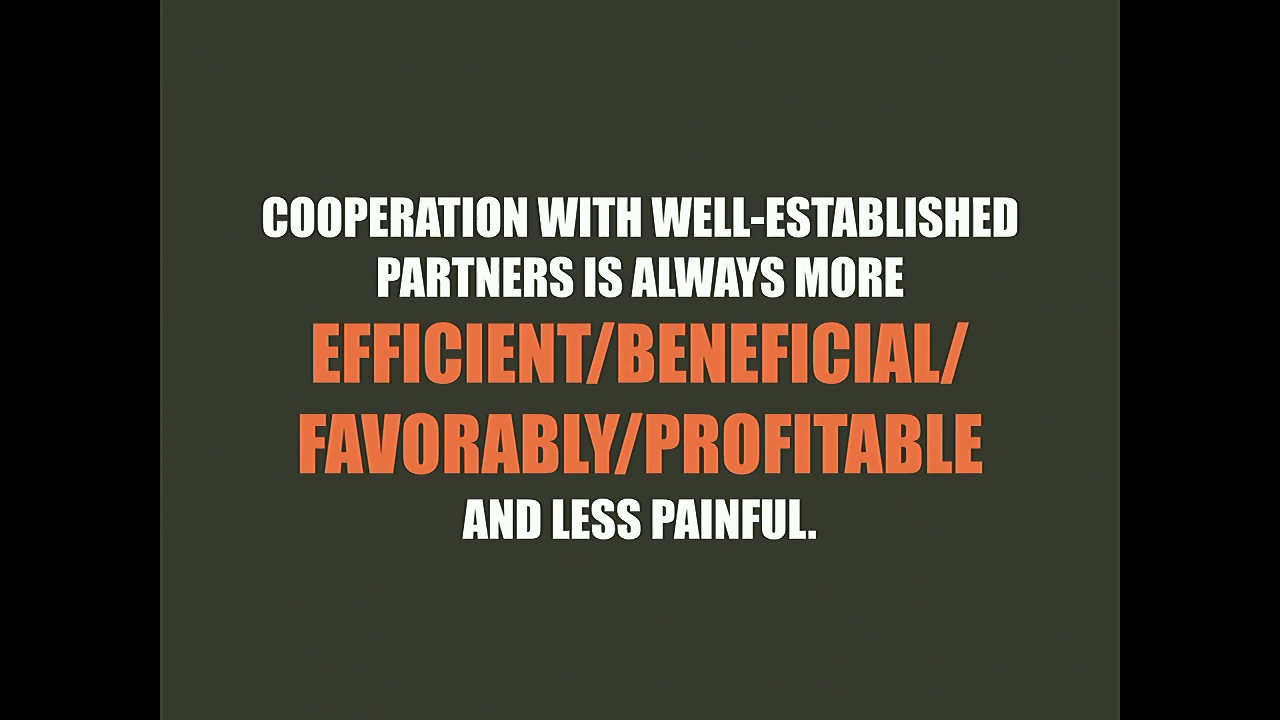 COOPERATION WITH WELL-ESTABLISHED
PARTNERS IS ALWAYS MORE
EFFICIENT/BENEFICIAL/
FAVORABLY/PROFITABLE
AND LESS PAINFUL.